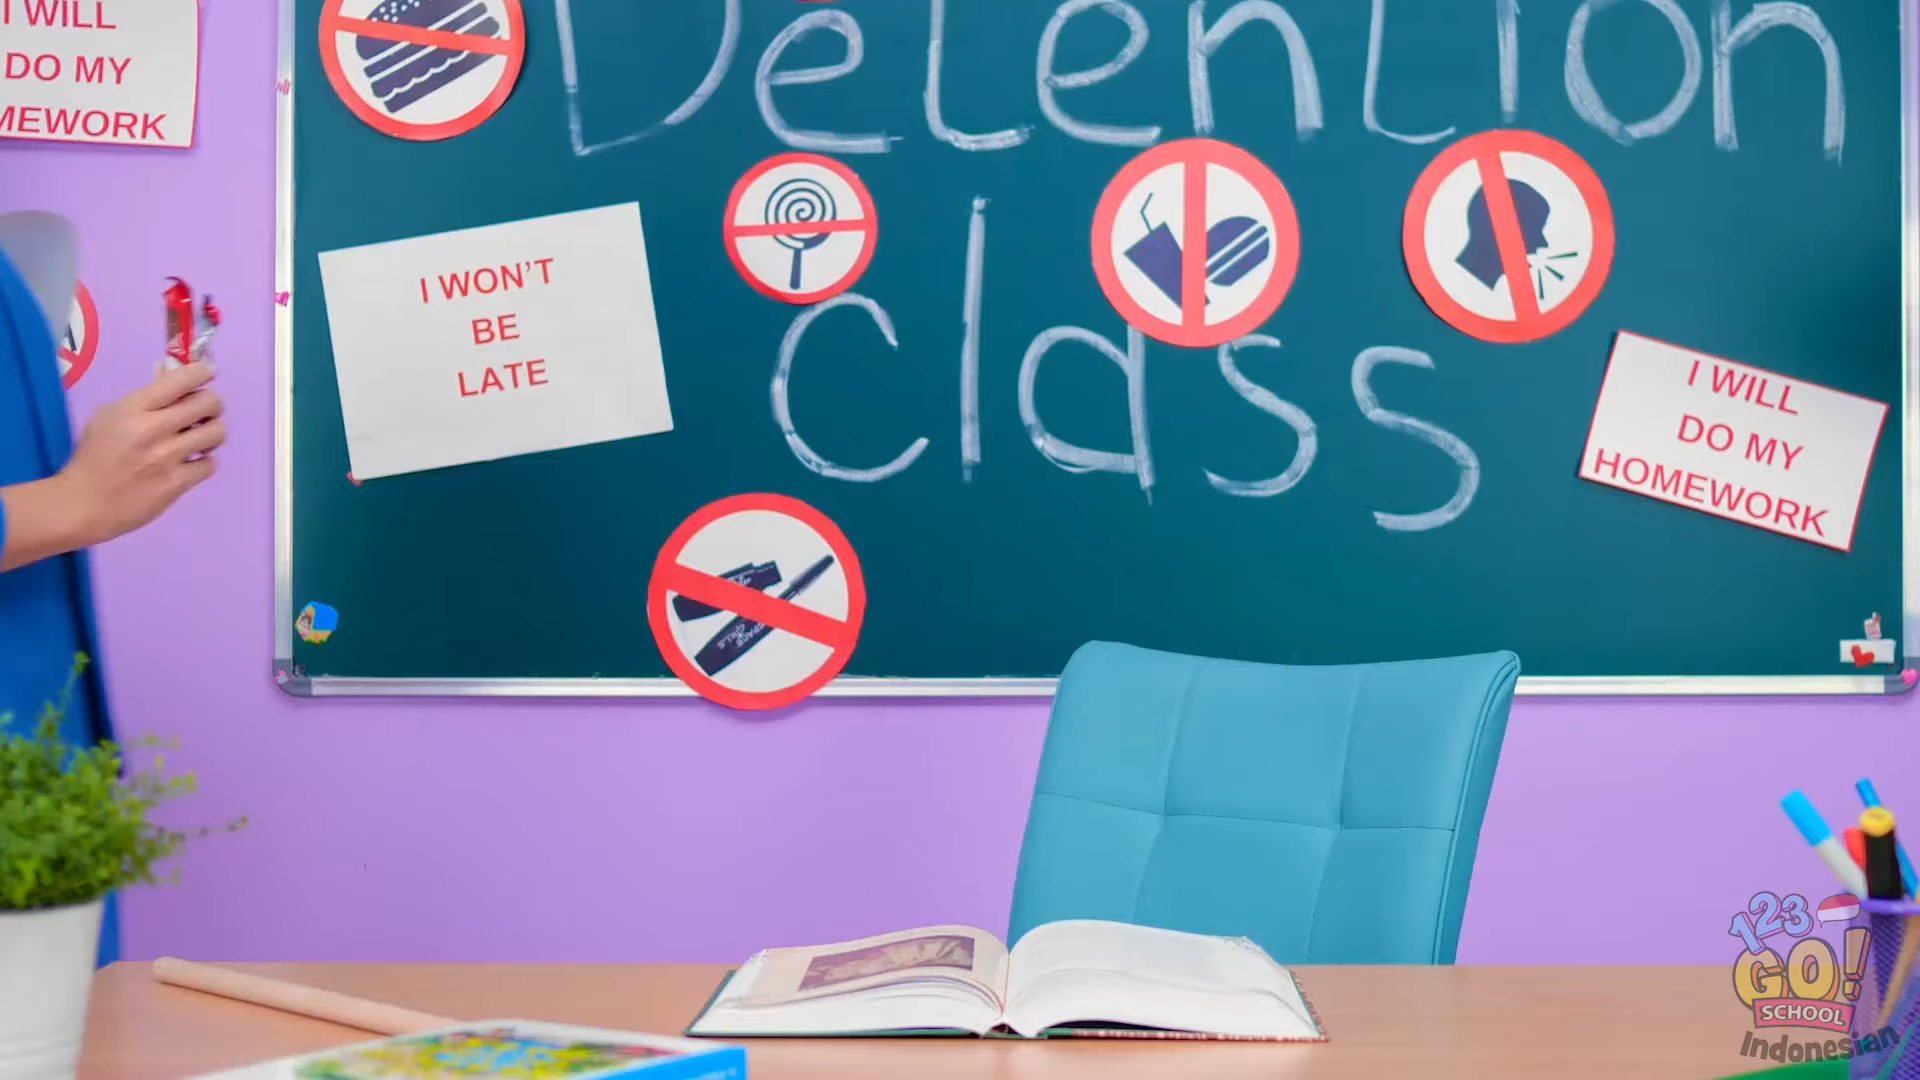 I WILL
DO MY
MEWORK
Detention
Class
I WON'T
BE
LATE
I WILL
DO MY
HOMEWORK
123
GO!
SCHOOL
Indonesian